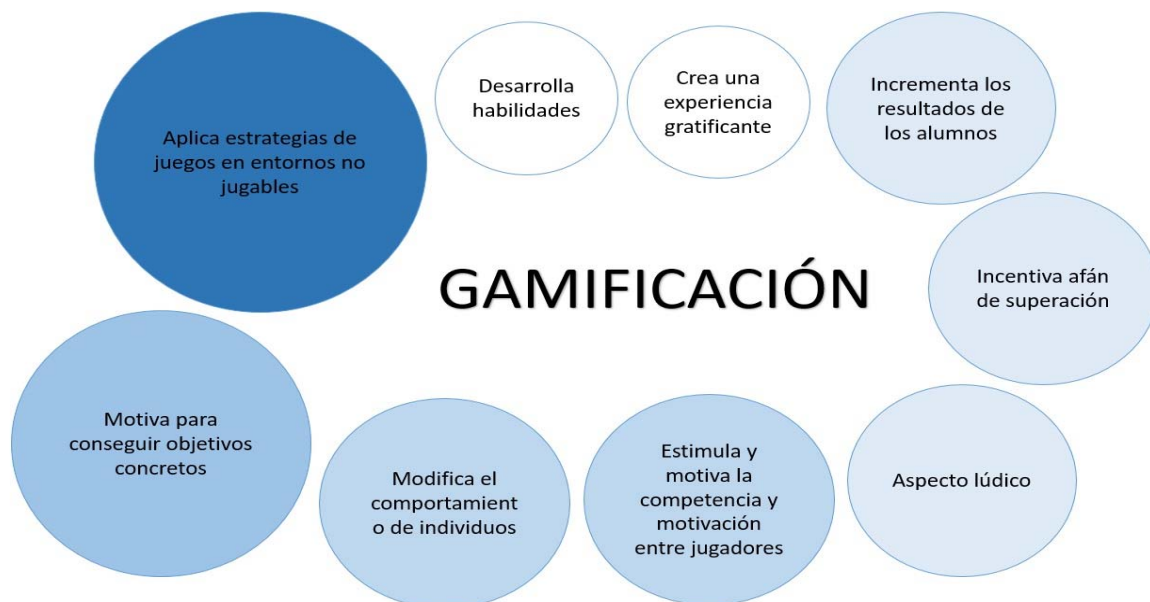 Aplica estrategias de
juegos en entornos no
jugables
Desarrolla
habilidades
Crea una
experiencia
gratificante
Incrementa los
resultados de
los alumnos
GAMIFICACIÓN
Incentiva afán
de superación
Motiva para
conseguir objetivos
concretos
Modifica el
comportamient
o de individuos
Estimula y
motiva la
competencia y
motivación
entre jugadores
Aspecto lúdico